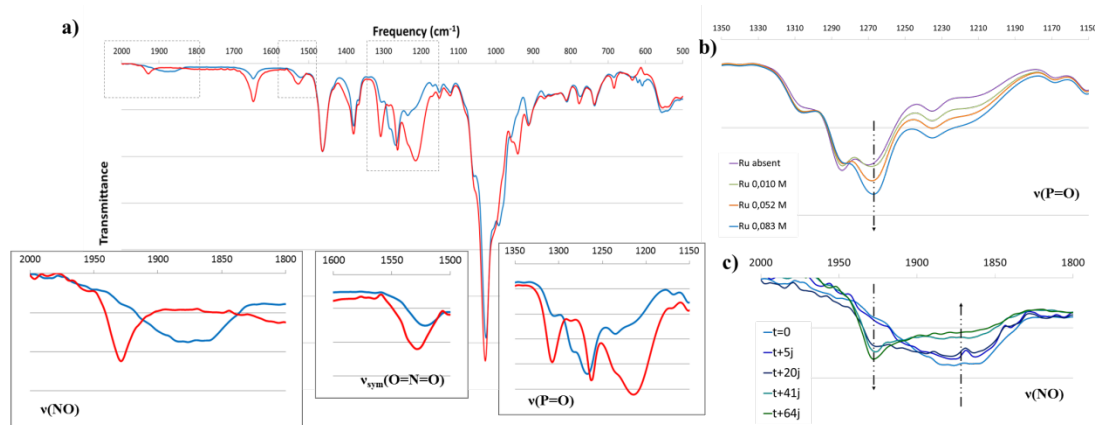 a)
Frequency (cm⁻¹)
2000 1900 1800 1700 1600 1500 1400 1300 1200 1100 1000 900 800 700 600 500
Transmittance
2000 1950 1900 1850 1800
ν(NO)
1600 1550 1500
νsym(O=N=O)
1350 1300 1250 1200 1150
ν(P=O)
b)
1350 1330 1310 1290 1270 1250 1230 1210 1190 1170 1150
Ru absent
Ru 0,010 M
Ru 0,052 M
Ru 0,083 M
ν(P=O)
c)
2000 1950 1900 1850 1800
t=0
t+5j
t+20j
t+41j
t+64j
ν(NO)